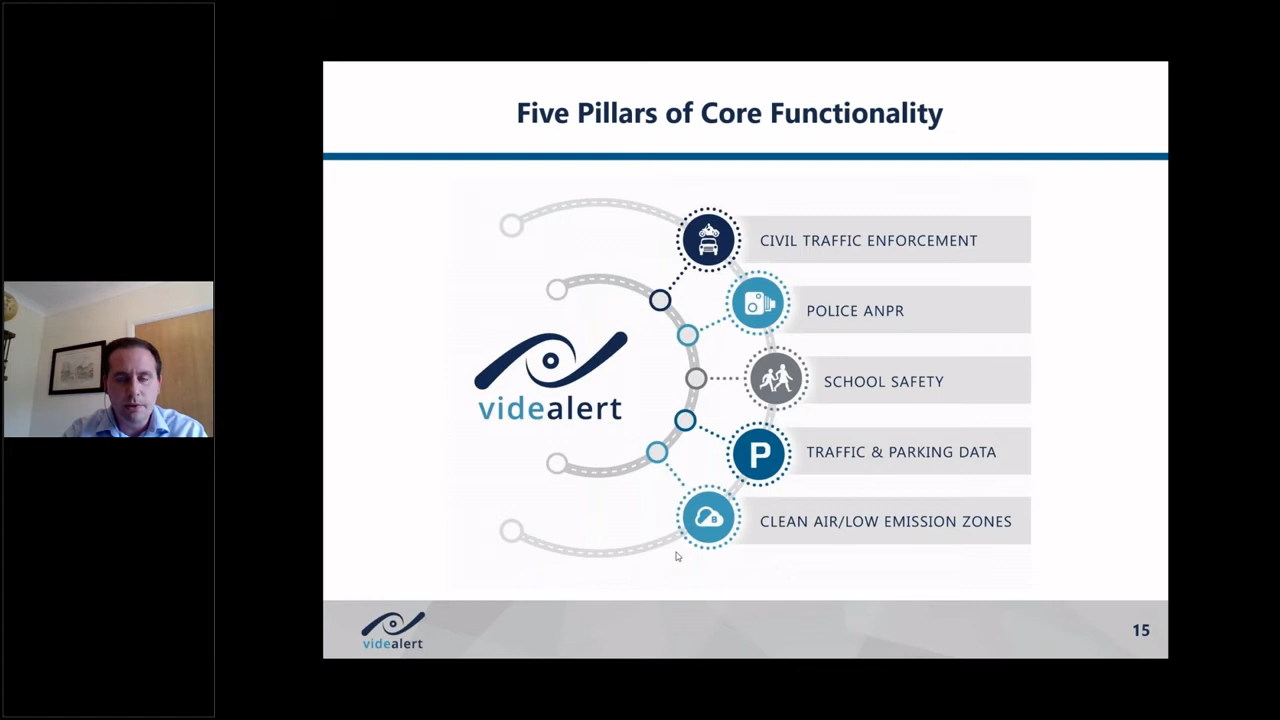 Five Pillars of Core Functionality
CIVIL TRAFFIC ENFORCEMENT
POLICE ANPR
videalert
SCHOOL SAFETY
P
TRAFFIC & PARKING DATA
CLEAN AIR/LOW EMISSION ZONES
videalert
15